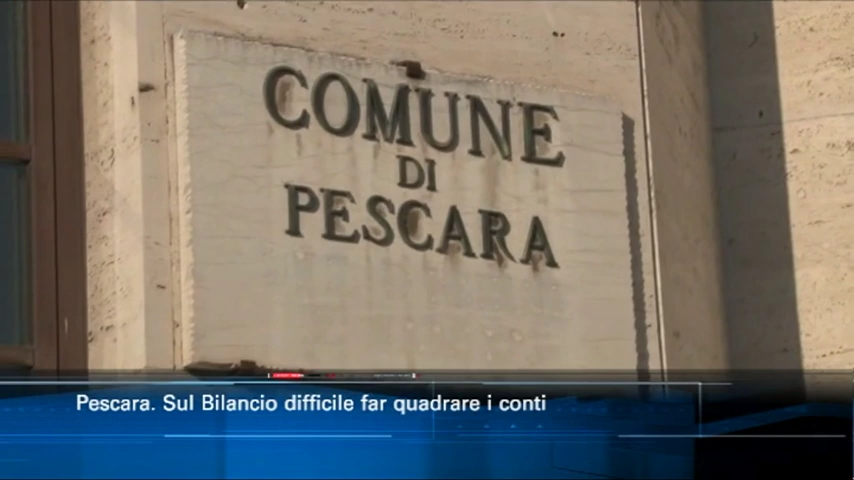 COMUNE
DI
PESCARA
Pescara. Sul Bilancio difficile far quadrare i conti